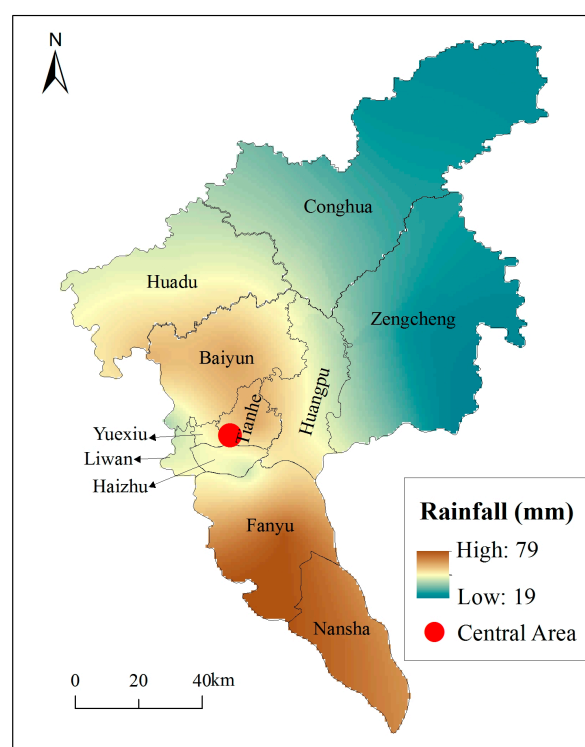 N
Conghua
Huadu
Zengcheng
Baiyun
Huangpu
Tianhe
Yuexiu
Liwan
Haizhu
Fanyu
Nansha
Rainfall (mm)
High: 79
Low: 19
Central Area
0 20 40km